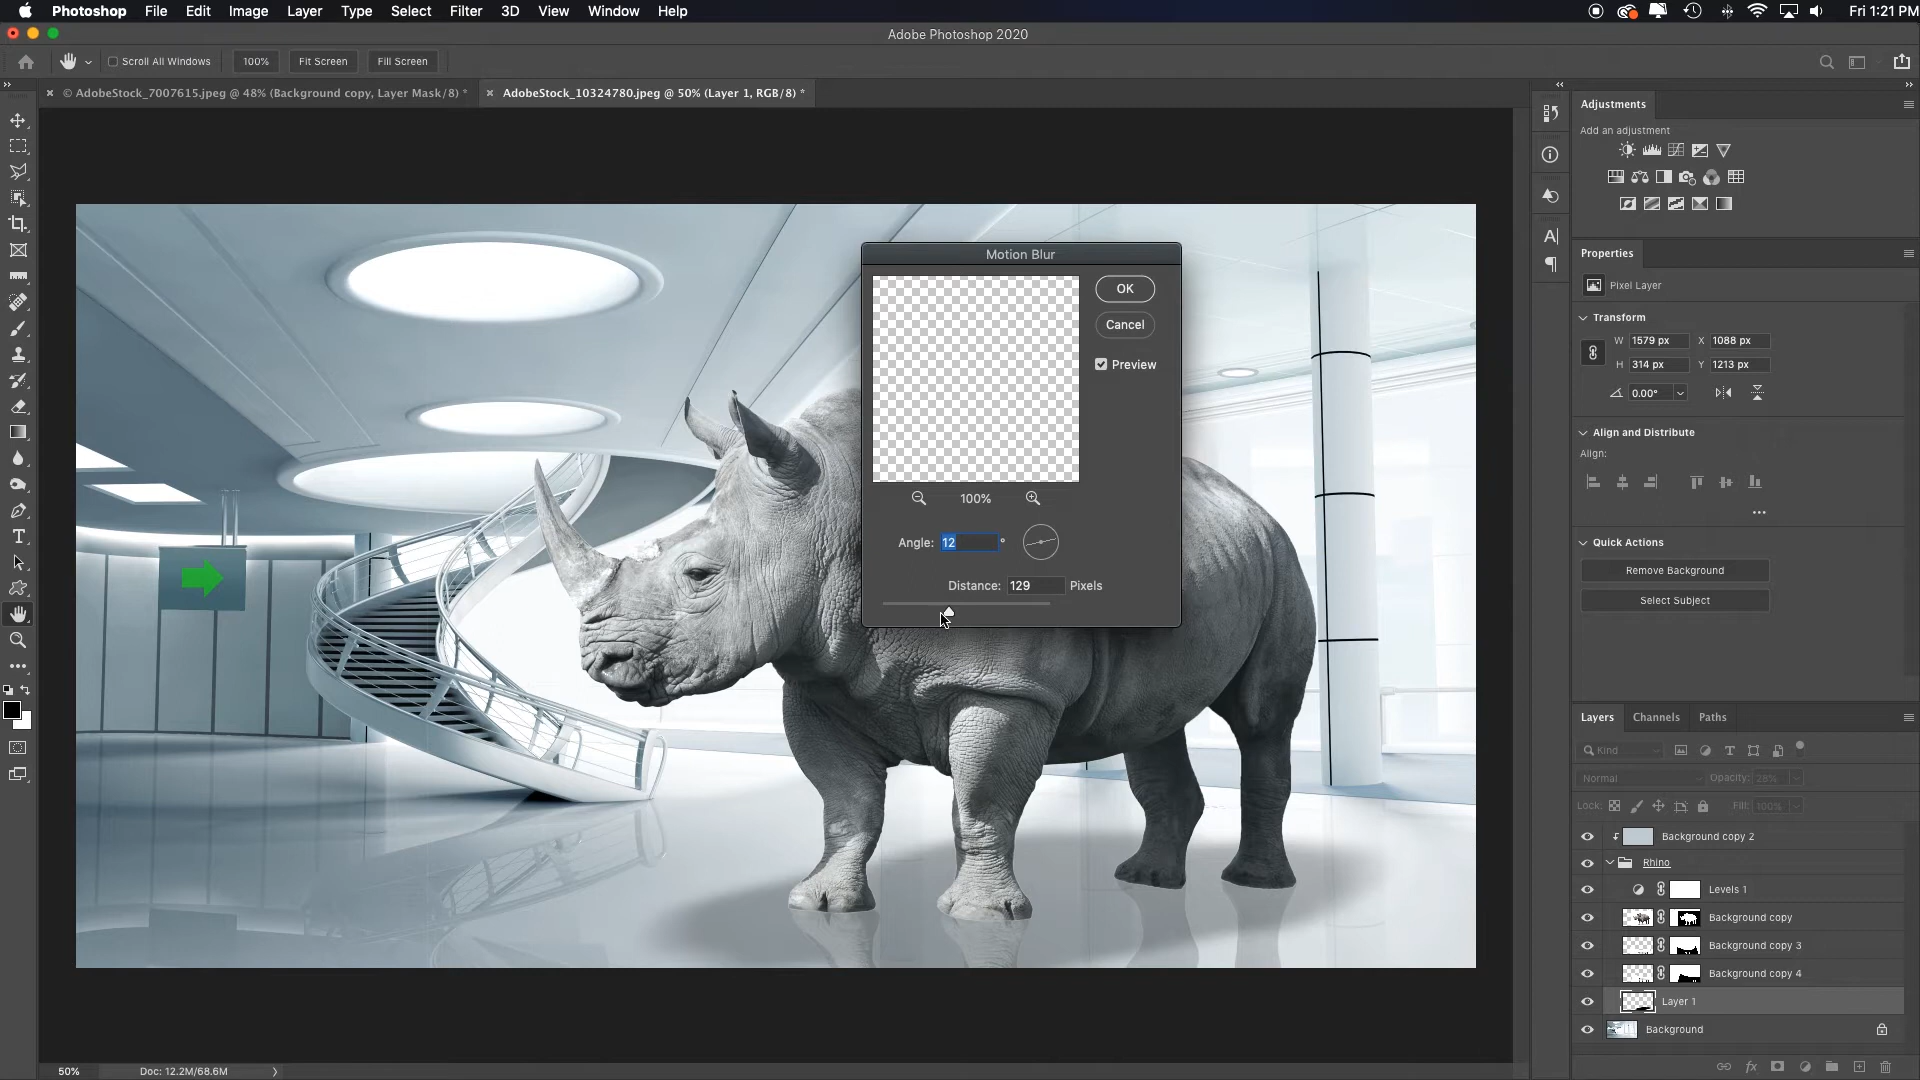 Photoshop File Edit Image Layer Type Select Filter 3D View Window Help Fri 1:21 PM
Adobe Photoshop 2020
Scroll All Windows 100% Fit Screen Fill Screen
© AdobeStock_7007615.jpeg @ 48% (Background copy, Layer Mask/8) * AdobeStock_10324780.jpeg @ 50% (Layer 1, RGB/8) *
Adjustments
Add an adjustment
Properties
Pixel Layer
Transform
W 1579 px X 1088 px
H 314 px Y 1213 px
0.00°
Align and Distribute
Align:
Quick Actions
Remove Background
Select Subject
Motion Blur
OK
Cancel
Preview
100%
Angle: 12 °
Distance: 129 Pixels
Layers Channels Paths
Kind
Normal Opacity: 28%
Lock: Fill: 100%
Background copy 2
Rhino
Levels 1
Background copy
Background copy 3
Background copy 4
Layer 1
Background
50% Doc: 12.2M/68.6M